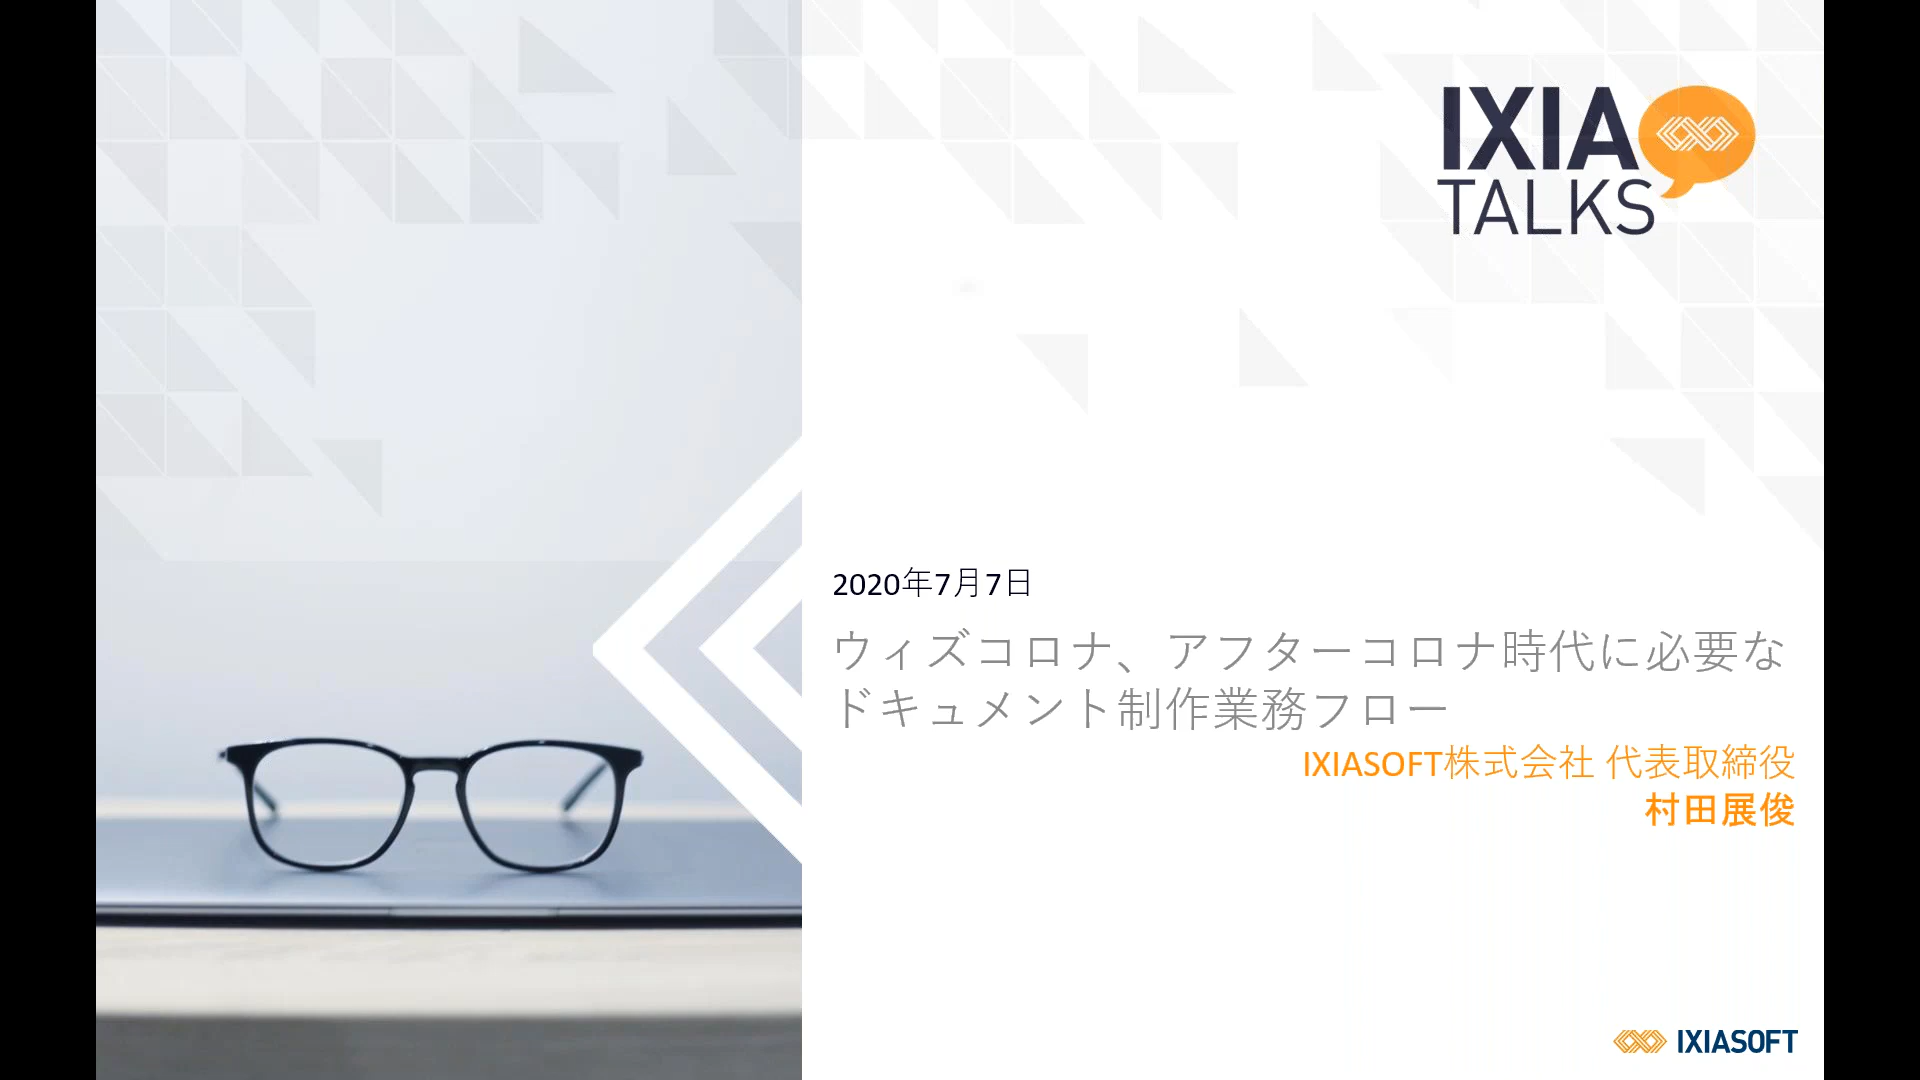 IXIA
TALKS
2020年7月7日
ウィズコロナ、アフターコロナ時代に必要な
ドキュメント制作業務フロー
IXIASOFT株式会社 代表取締役
村田展俊
IXIASOFT